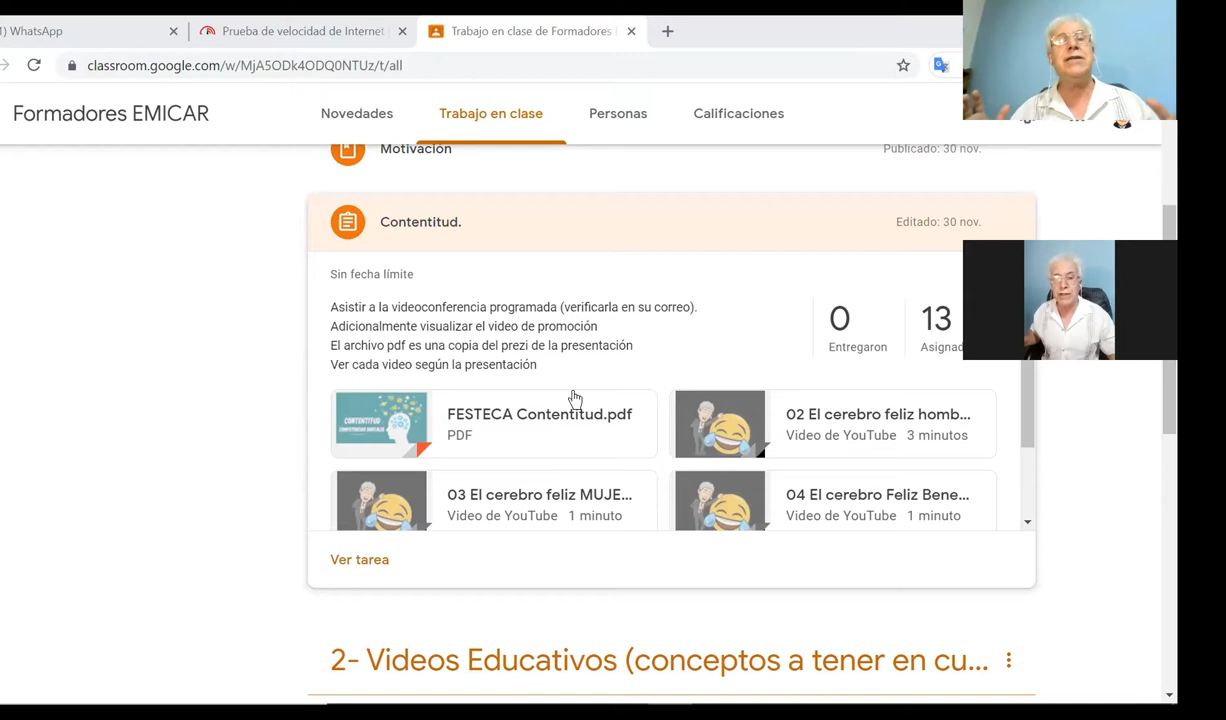 ) WhatsApp
Prueba de velocidad de Internet
Trabajo en clase de Formadores
classroom.google.com/w/MjA5ODk4ODQ0NTUz/t/all
Formadores EMICAR
Novedades
Trabajo en clase
Personas
Calificaciones
Motivación
Publicado: 30 nov.
Contentitud.
Editado: 30 nov.
Sin fecha límite
Asistir a la videoconferencia programada (verificarla en su correo).
Adicionalmente visualizar el video de promoción
El archivo pdf es una copia del prezi de la presentación
Ver cada video según la presentación
0
Entregaron
13
Asignad
CONTENTITUD
FESTECA Contentitud.pdf
PDF
02 El cerebro feliz homb...
Video de YouTube 3 minutos
03 El cerebro feliz MUJE...
Video de YouTube 1 minuto
04 El cerebro Feliz Bene...
Video de YouTube 1 minuto
Ver tarea
2- Videos Educativos (conceptos a tener en cu...